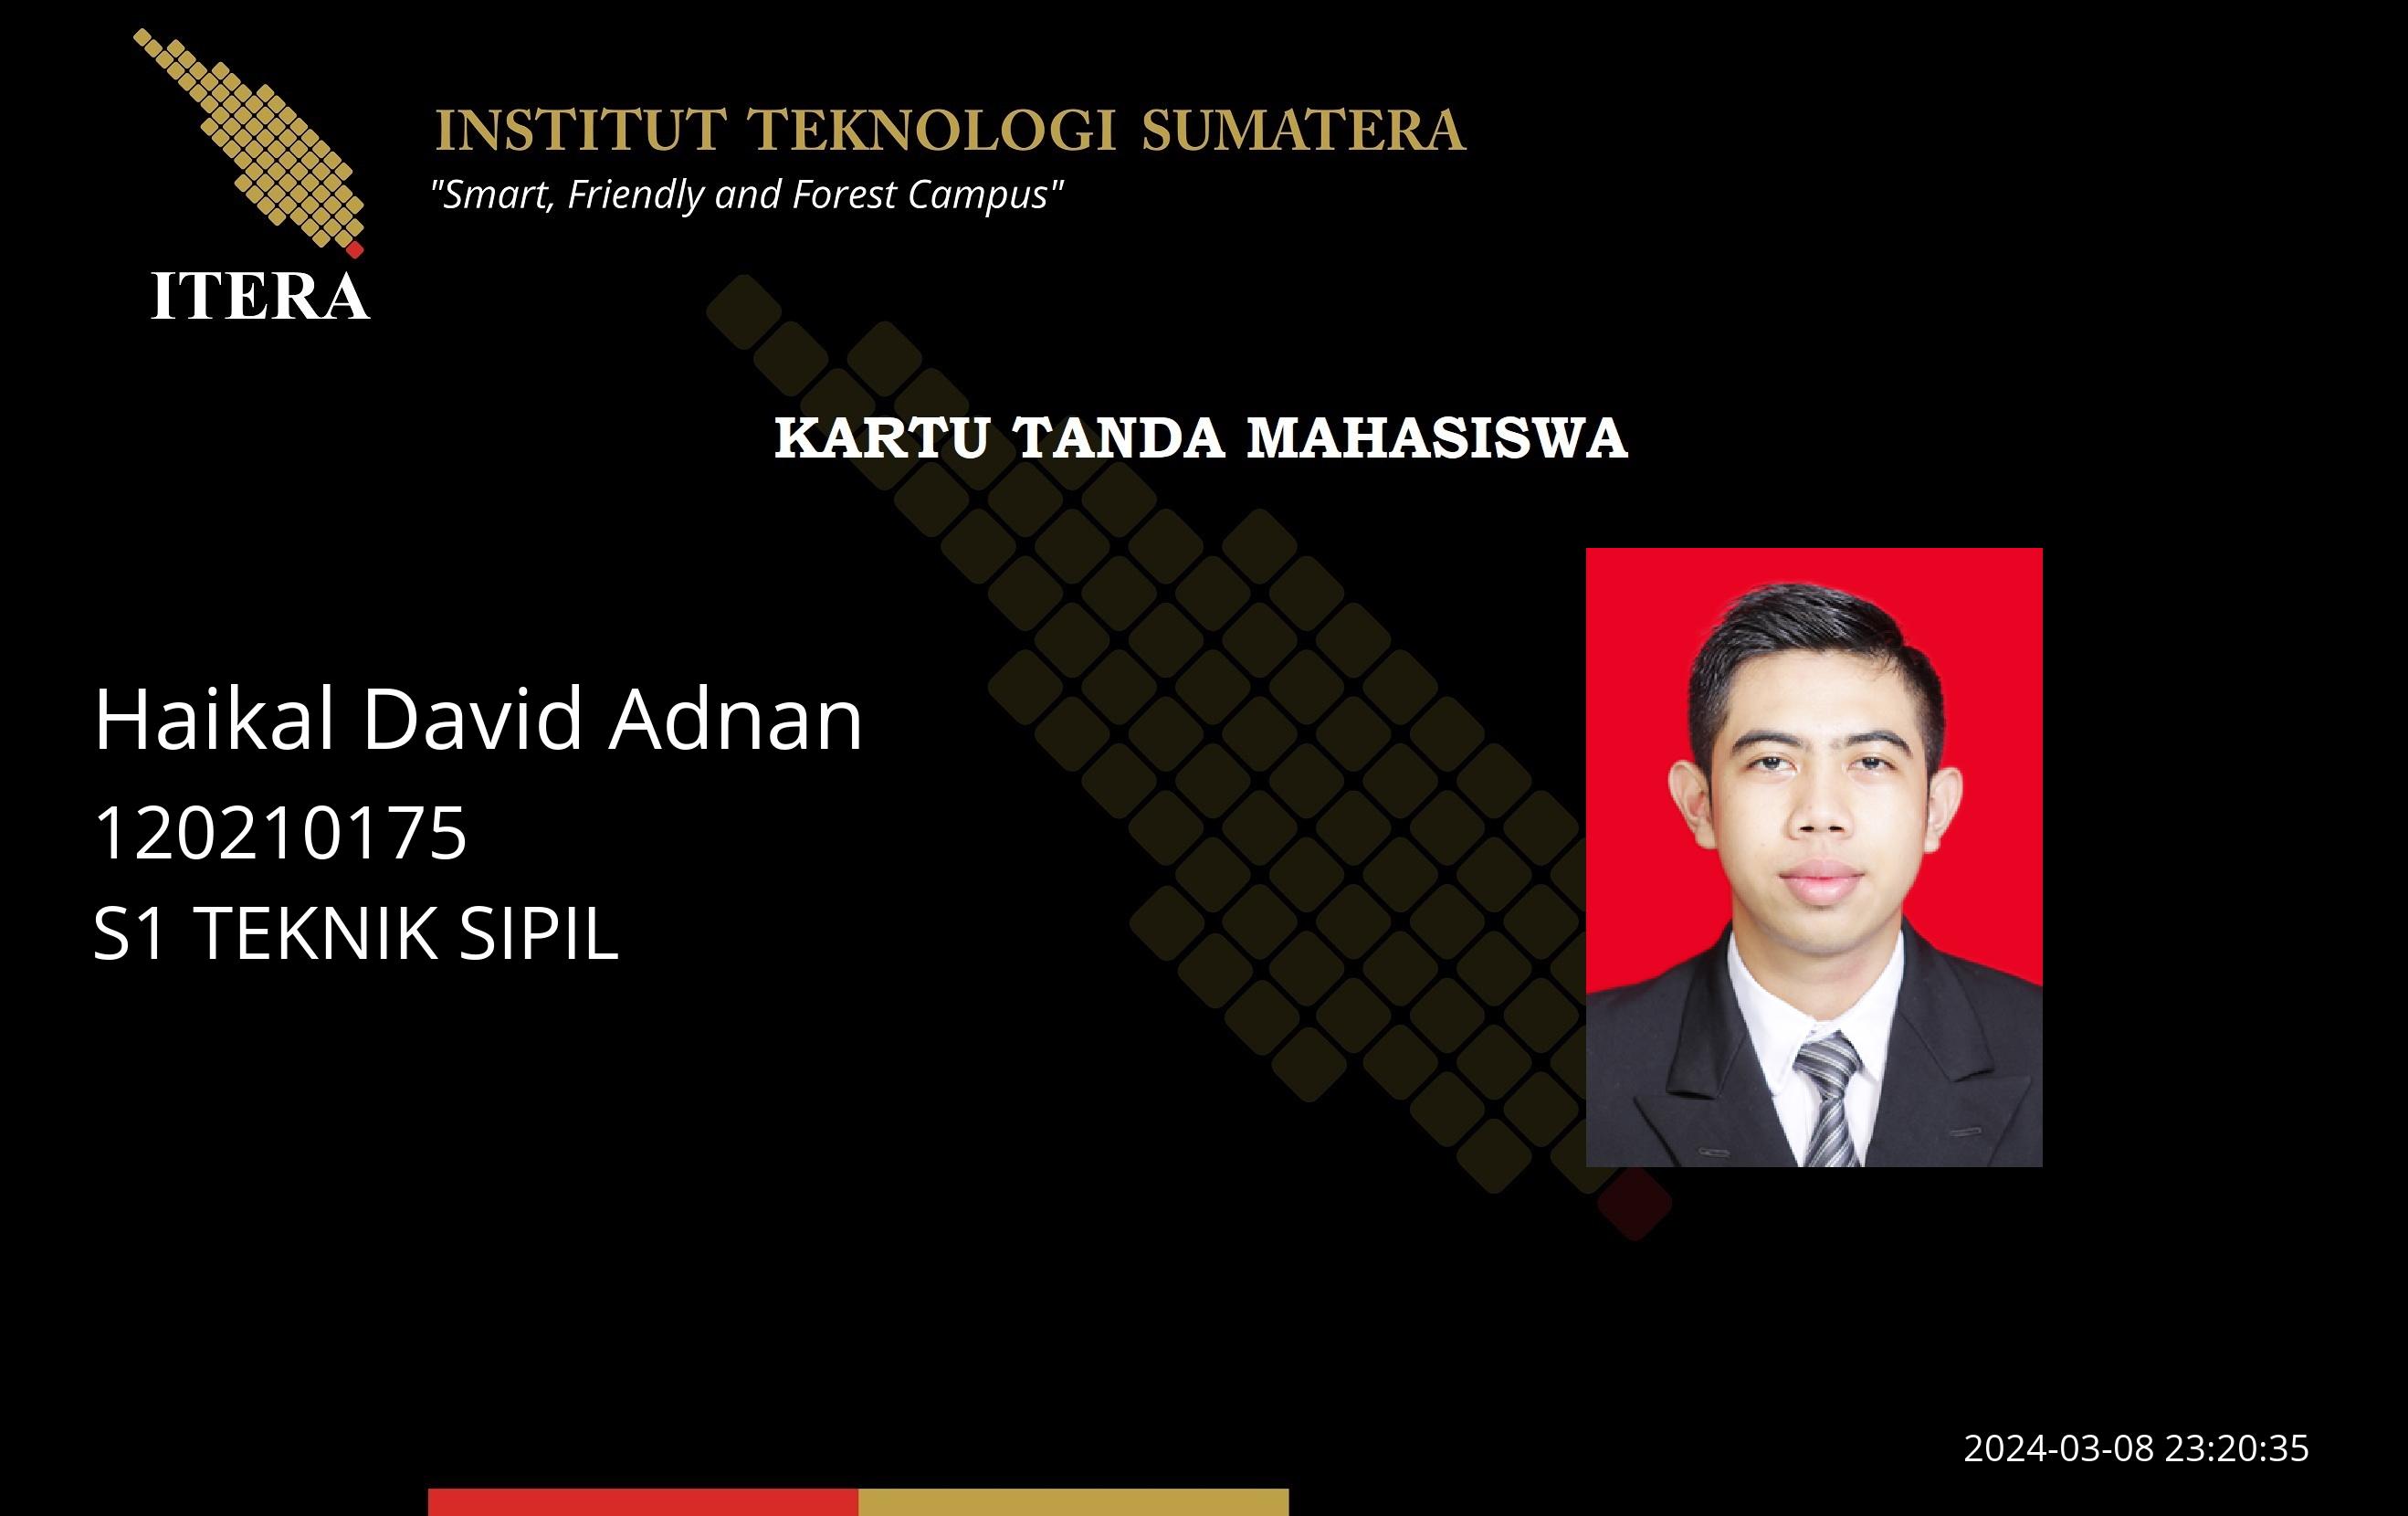 INSTITUT TEKNOLOGI SUMATERA
"Smart, Friendly and Forest Campus"
ITERA
KARTU TANDA MAHASISWA
Haikal David Adnan
120210175
S1 TEKNIK SIPIL
2024-03-08 23:20:35